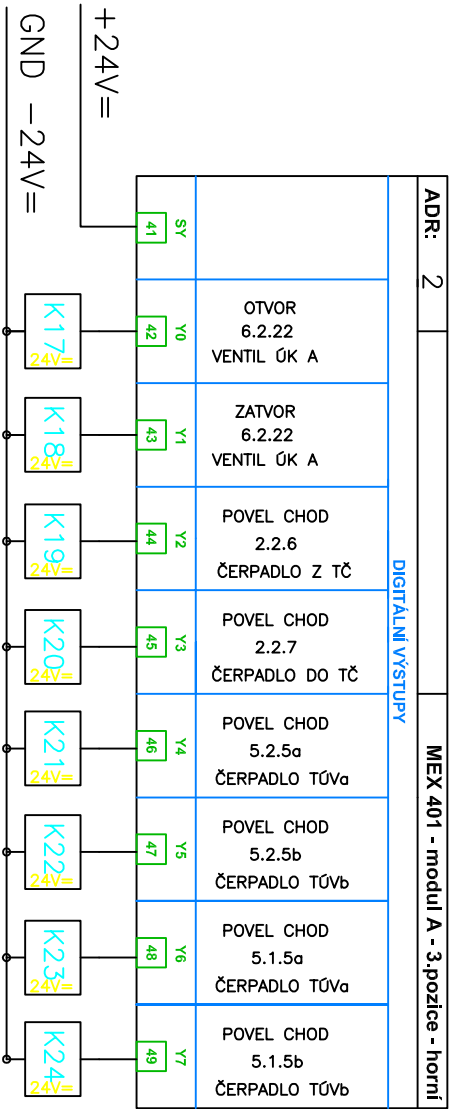 ADR: 2
MEX 401 - modul A - 3.pozice - horní
DIGITÁLNÍ VÝSTUPY
OTVOR
6.2.22
VENTIL ÚK A
ZATVOR
6.2.22
VENTIL ÚK A
POVEL CHOD
2.2.6
ČERPADLO Z TČ
POVEL CHOD
2.2.7
ČERPADLO DO TČ
POVEL CHOD
5.2.5a
ČERPADLO TÚVa
POVEL CHOD
5.2.5b
ČERPADLO TÚVb
POVEL CHOD
5.1.5a
ČERPADLO TÚVa
POVEL CHOD
5.1.5b
ČERPADLO TÚVb
SY
Y0
Y1
Y2
Y3
Y4
Y5
Y6
Y7
41
42
43
44
45
46
47
48
49
+24V=
K17
24V=
K18
24V=
K19
24V=
K20
24V=
K21
24V=
K22
24V=
K23
24V=
K24
24V=
GND -24V=